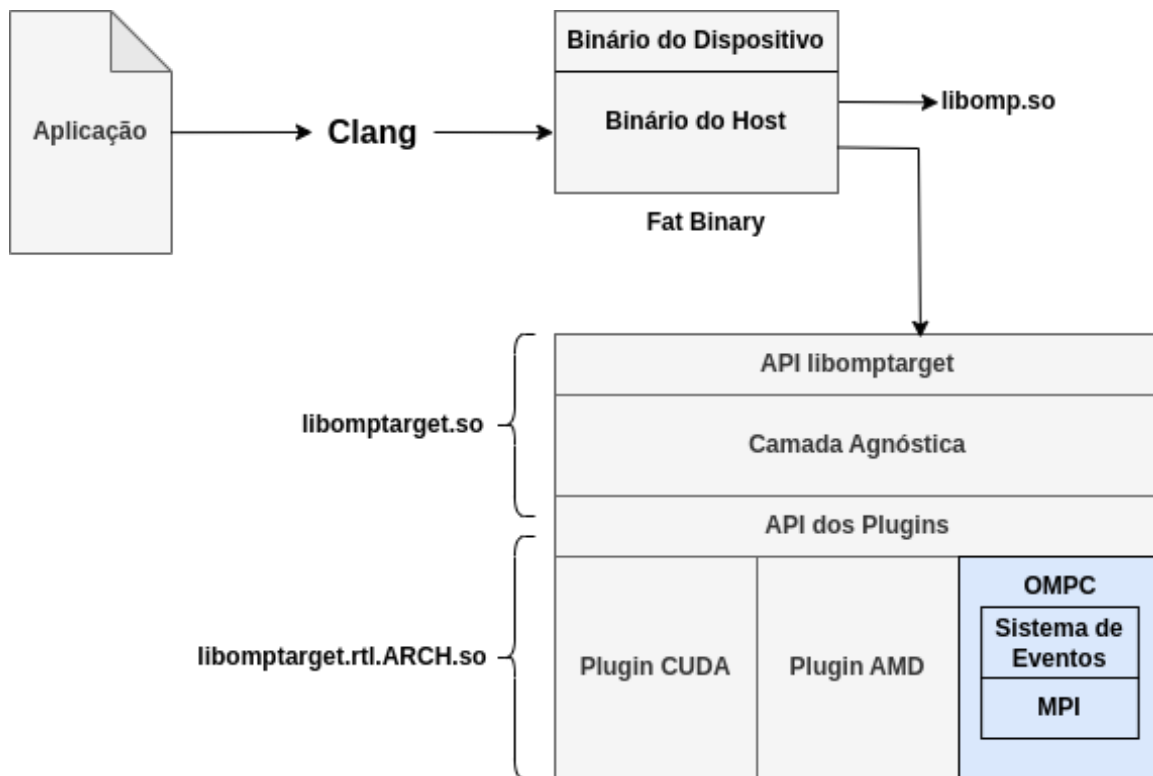 Binário do Dispositivo
libomp.so
Aplicação
Clang
Binário do Host
Fat Binary
API libomptarget
libomptarget.so
Camada Agnóstica
API dos Plugins
OMPC
Sistema de
Eventos
libomptarget.rtl.ARCH.so
Plugin CUDA
Plugin AMD
MPI